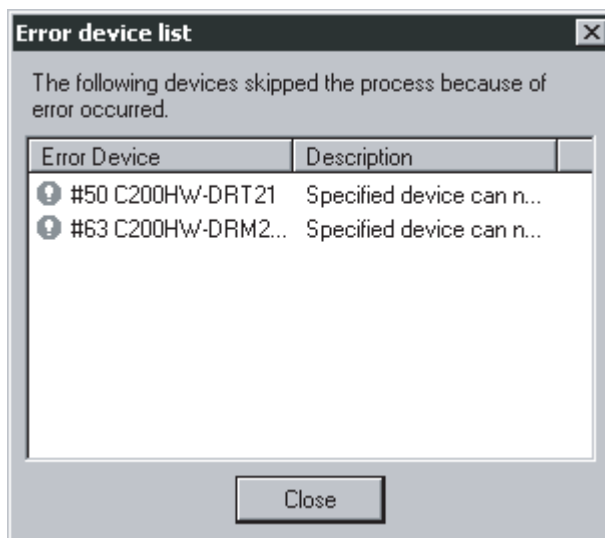 Error device list
The following devices skipped the process because of
error occurred.
Error Device Description
#50 C200HW-DRT21 Specified device can n...
#63 C200HW-DRM2... Specified device can n...
Close